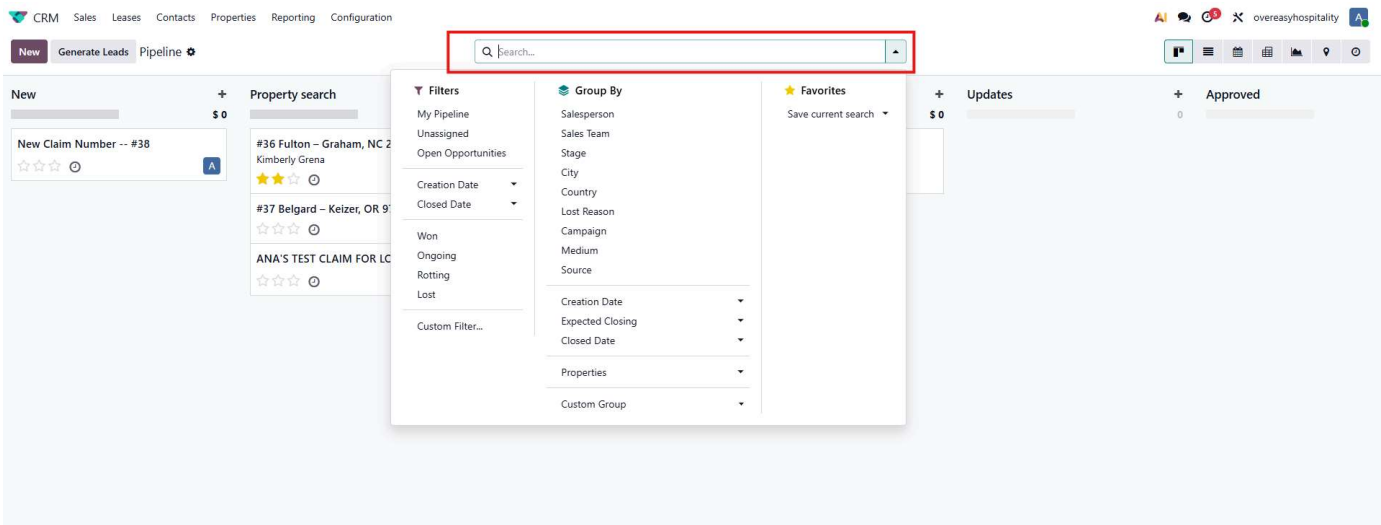 CRM Sales Leases Contacts Properties Reporting Configuration AI 5 overeasyhospitality A
New Generate Leads Pipeline Search...
New + $ 0
New Claim Number -- #38
A
Property search
#36 Fulton – Graham, NC 2
Kimberly Grena
#37 Belgard – Keizer, OR 9
ANA'S TEST CLAIM FOR LO
Filters
My Pipeline
Unassigned
Open Opportunities
Creation Date
Closed Date
Won
Ongoing
Rotting
Lost
Custom Filter...
Group By
Salesperson
Sales Team
Stage
City
Country
Lost Reason
Campaign
Medium
Source
Creation Date
Expected Closing
Closed Date
Properties
Custom Group
Favorites
Save current search
+ $ 0
Updates + 0
Approved